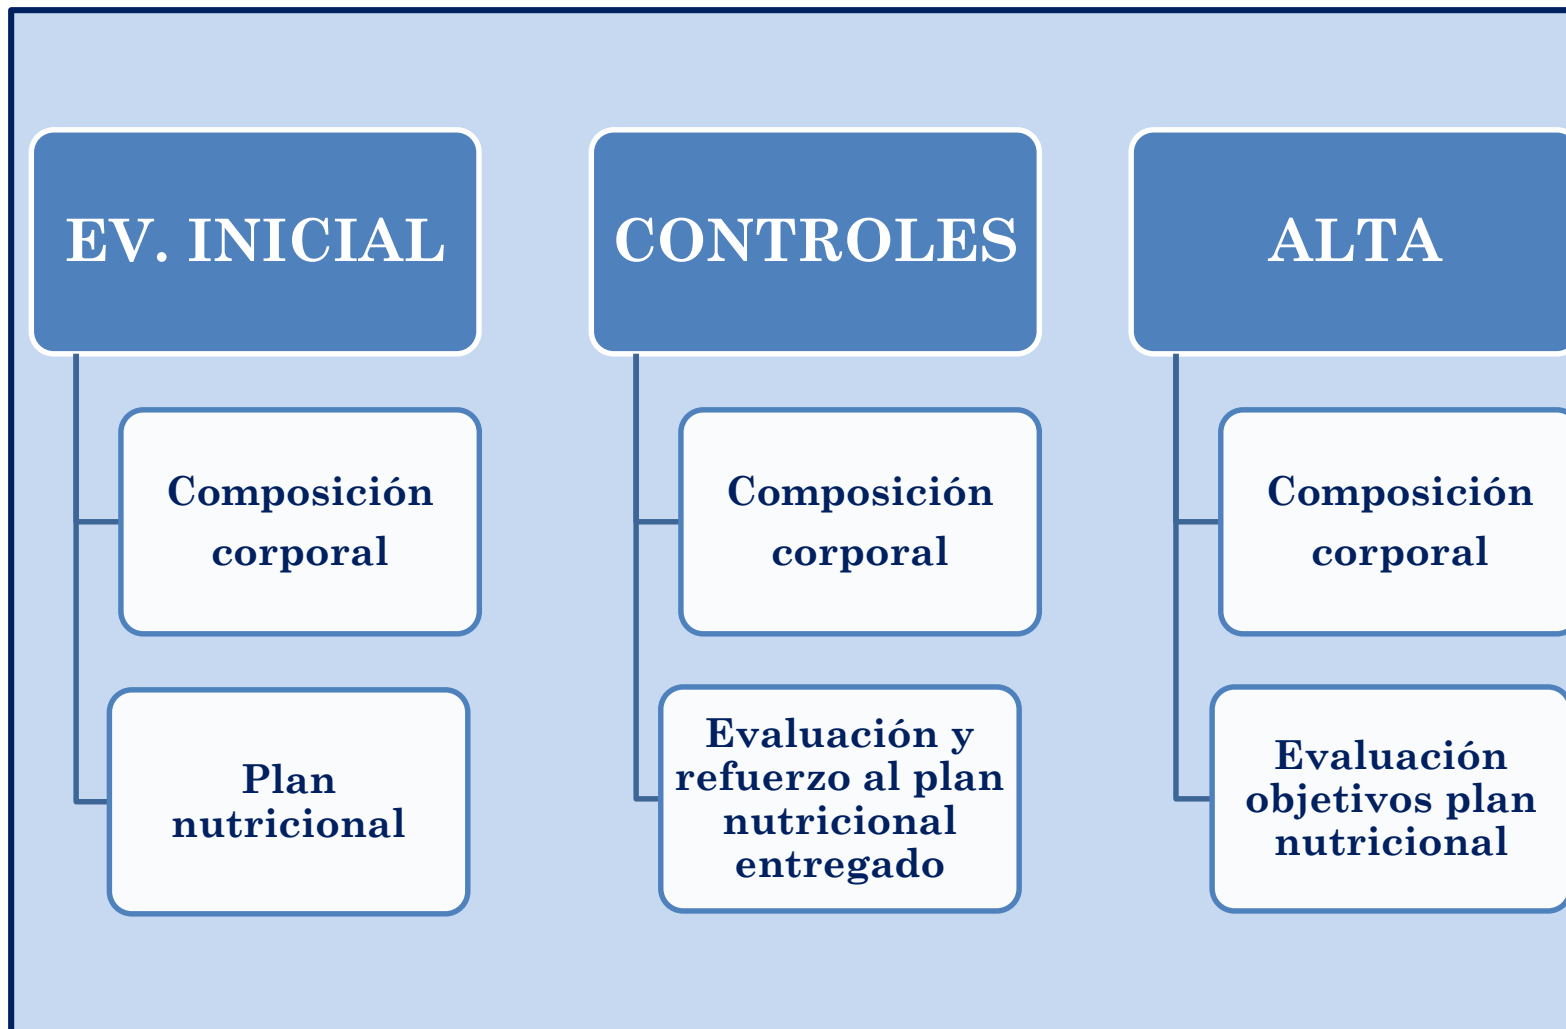 EV. INICIAL
Composición
corporal
Plan
nutricional
CONTROLES
Composición
corporal
Evaluación y
refuerzo al plan
nutricional
entregado
ALTA
Composición
corporal
Evaluación
objetivos plan
nutricional